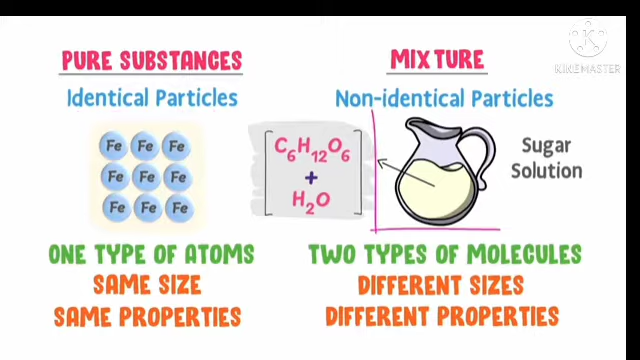 PURE SUBSTANCES
Identical Particles
Fe Fe Fe
Fe Fe Fe
Fe Fe Fe
ONE TYPE OF ATOMS
SAME SIZE
SAME PROPERTIES
MIXTURE
Non-identical Particles
C₆H₁₂O₆
+
H₂O
Sugar
Solution
TWO TYPES OF MOLECULES
DIFFERENT SIZES
DIFFERENT PROPERTIES
K
KINEMASTER